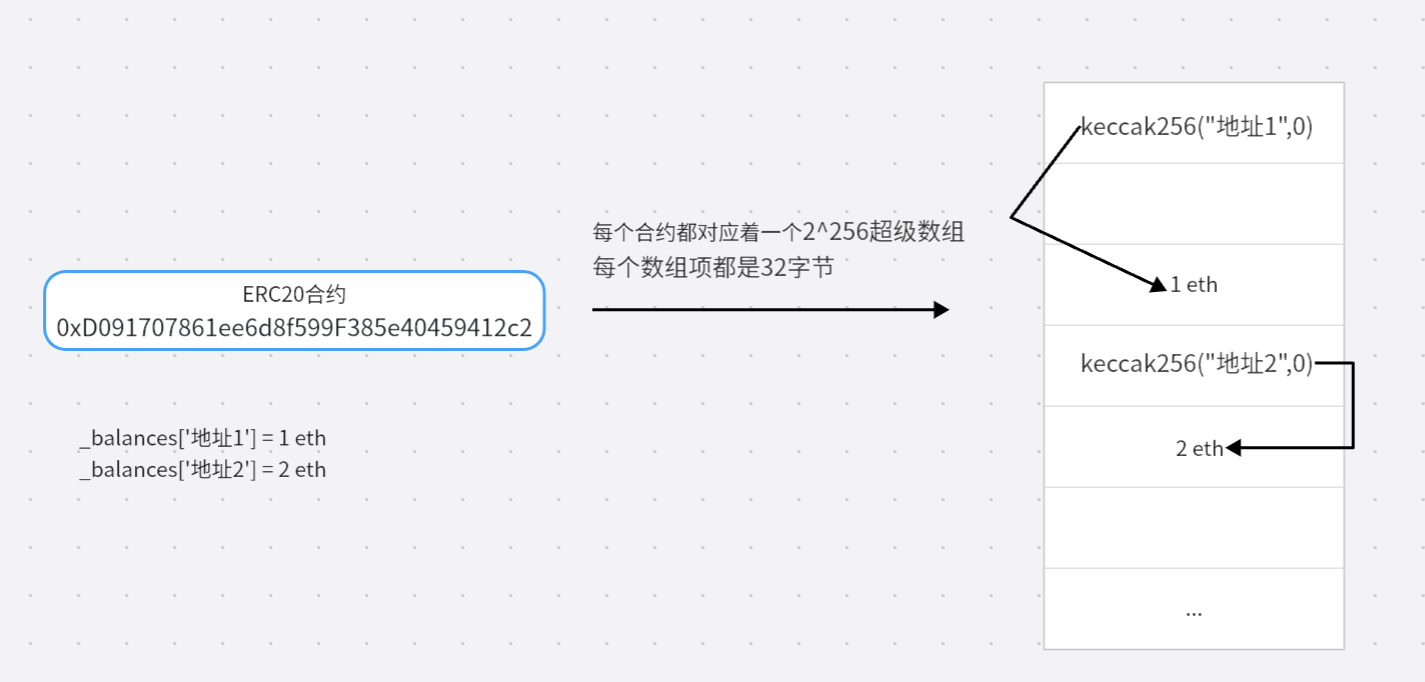 ERC20合约
0xD091707861ee6d8f599F385e40459412c2
_balances['地址1'] = 1 eth
_balances['地址2'] = 2 eth
每个合约都对应着一个2^256超级数组
每个数组项都是32字节
keccak256("地址1",0)
1 eth
keccak256("地址2",0)
2 eth
...